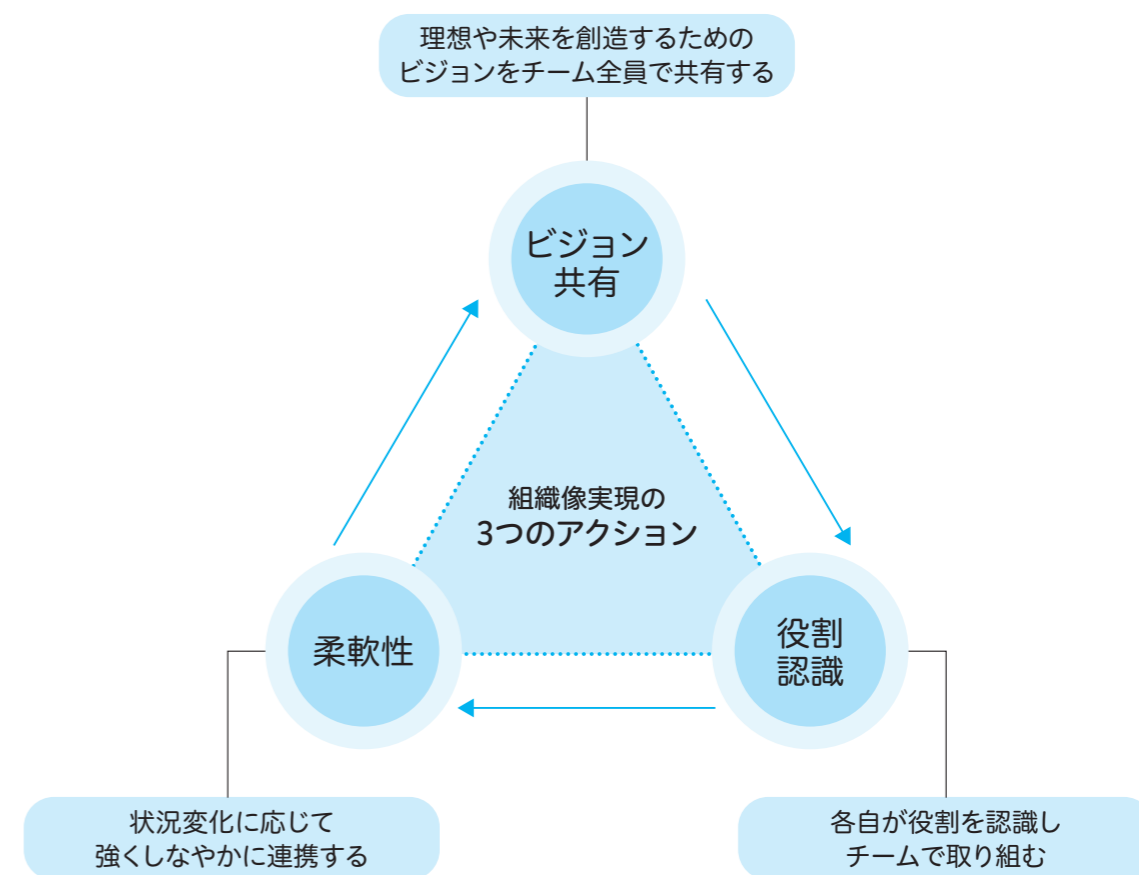 理想や未来を創造するための
ビジョンをチーム全員で共有する
ビジョン
共有
組織像実現の
3つのアクション
柔軟性
役割
認識
状況変化に応じて
強くしなやかに連携する
各自が役割を認識し
チームで取り組む